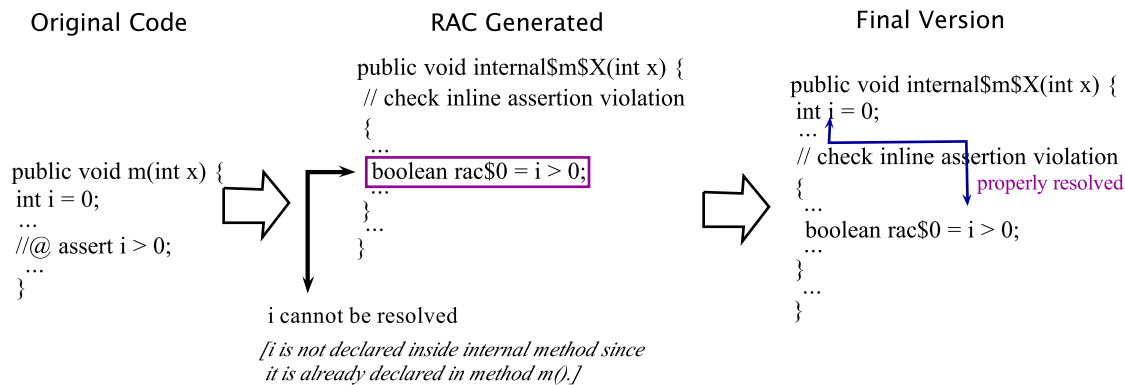 Original Code
public void m(int x) {
int i = 0;
...
//@ assert i > 0;
...
}
RAC Generated
public void internal$m$X(int x) {
// check inline assertion violation
{
...
boolean rac$0 = i > 0;
...
}
...
}
i cannot be resolved
[i is not declared inside internal method since
it is already declared in method m().]
Final Version
public void internal$m$X(int x) {
int i = 0;
...
// check inline assertion violation
properly resolved
{
...
boolean rac$0 = i > 0;
...
}
...
}